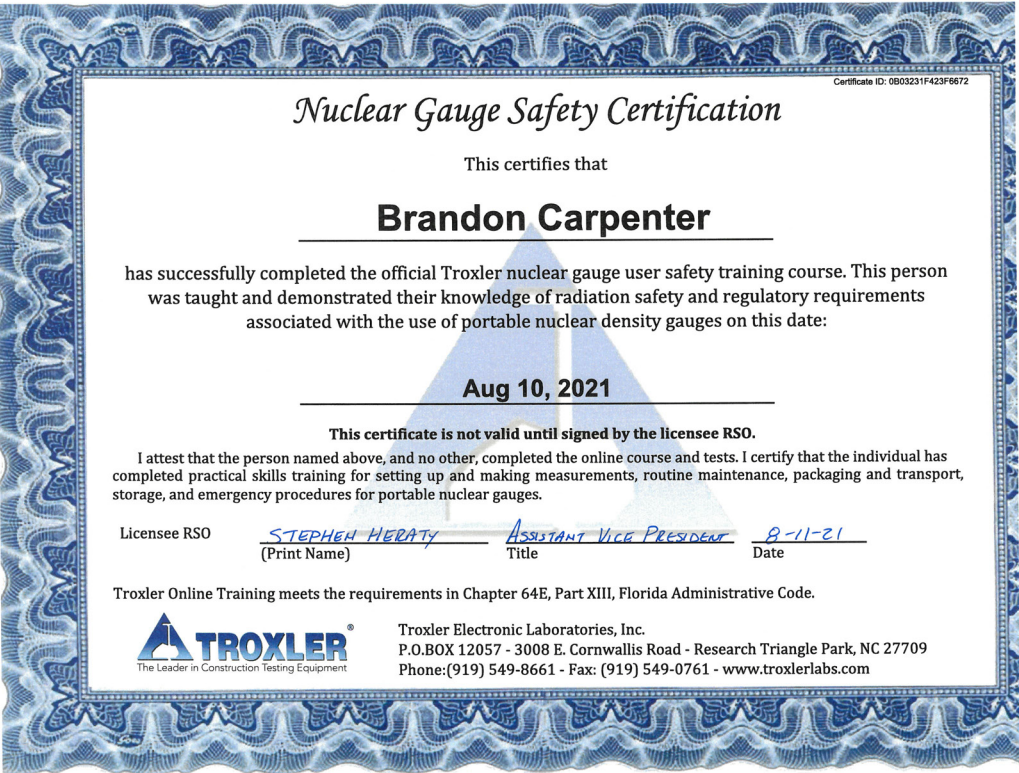 Certificate ID: 0B03231F423F6672
Nuclear Gauge Safety Certification
This certifies that
Brandon Carpenter
has successfully completed the official Troxler nuclear gauge user safety training course. This person
was taught and demonstrated their knowledge of radiation safety and regulatory requirements
associated with the use of portable nuclear density gauges on this date:
Aug 10, 2021
This certificate is not valid until signed by the licensee RSO.
I attest that the person named above, and no other, completed the online course and tests. I certify that the individual has
completed practical skills training for setting up and making measurements, routine maintenance, packaging and transport,
storage, and emergency procedures for portable nuclear gauges.
Licensee RSO STEPHEN HERATY ASSISTANT VICE PRESIDENT 8-11-21
(Print Name) Title Date
Troxler Online Training meets the requirements in Chapter 64E, Part XIII, Florida Administrative Code.
TROXLER®
The Leader in Construction Testing Equipment
Troxler Electronic Laboratories, Inc.
P.O.BOX 12057 - 3008 E. Cornwallis Road - Research Triangle Park, NC 27709
Phone:(919) 549-8661 - Fax: (919) 549-0761 - www.troxlerlabs.com